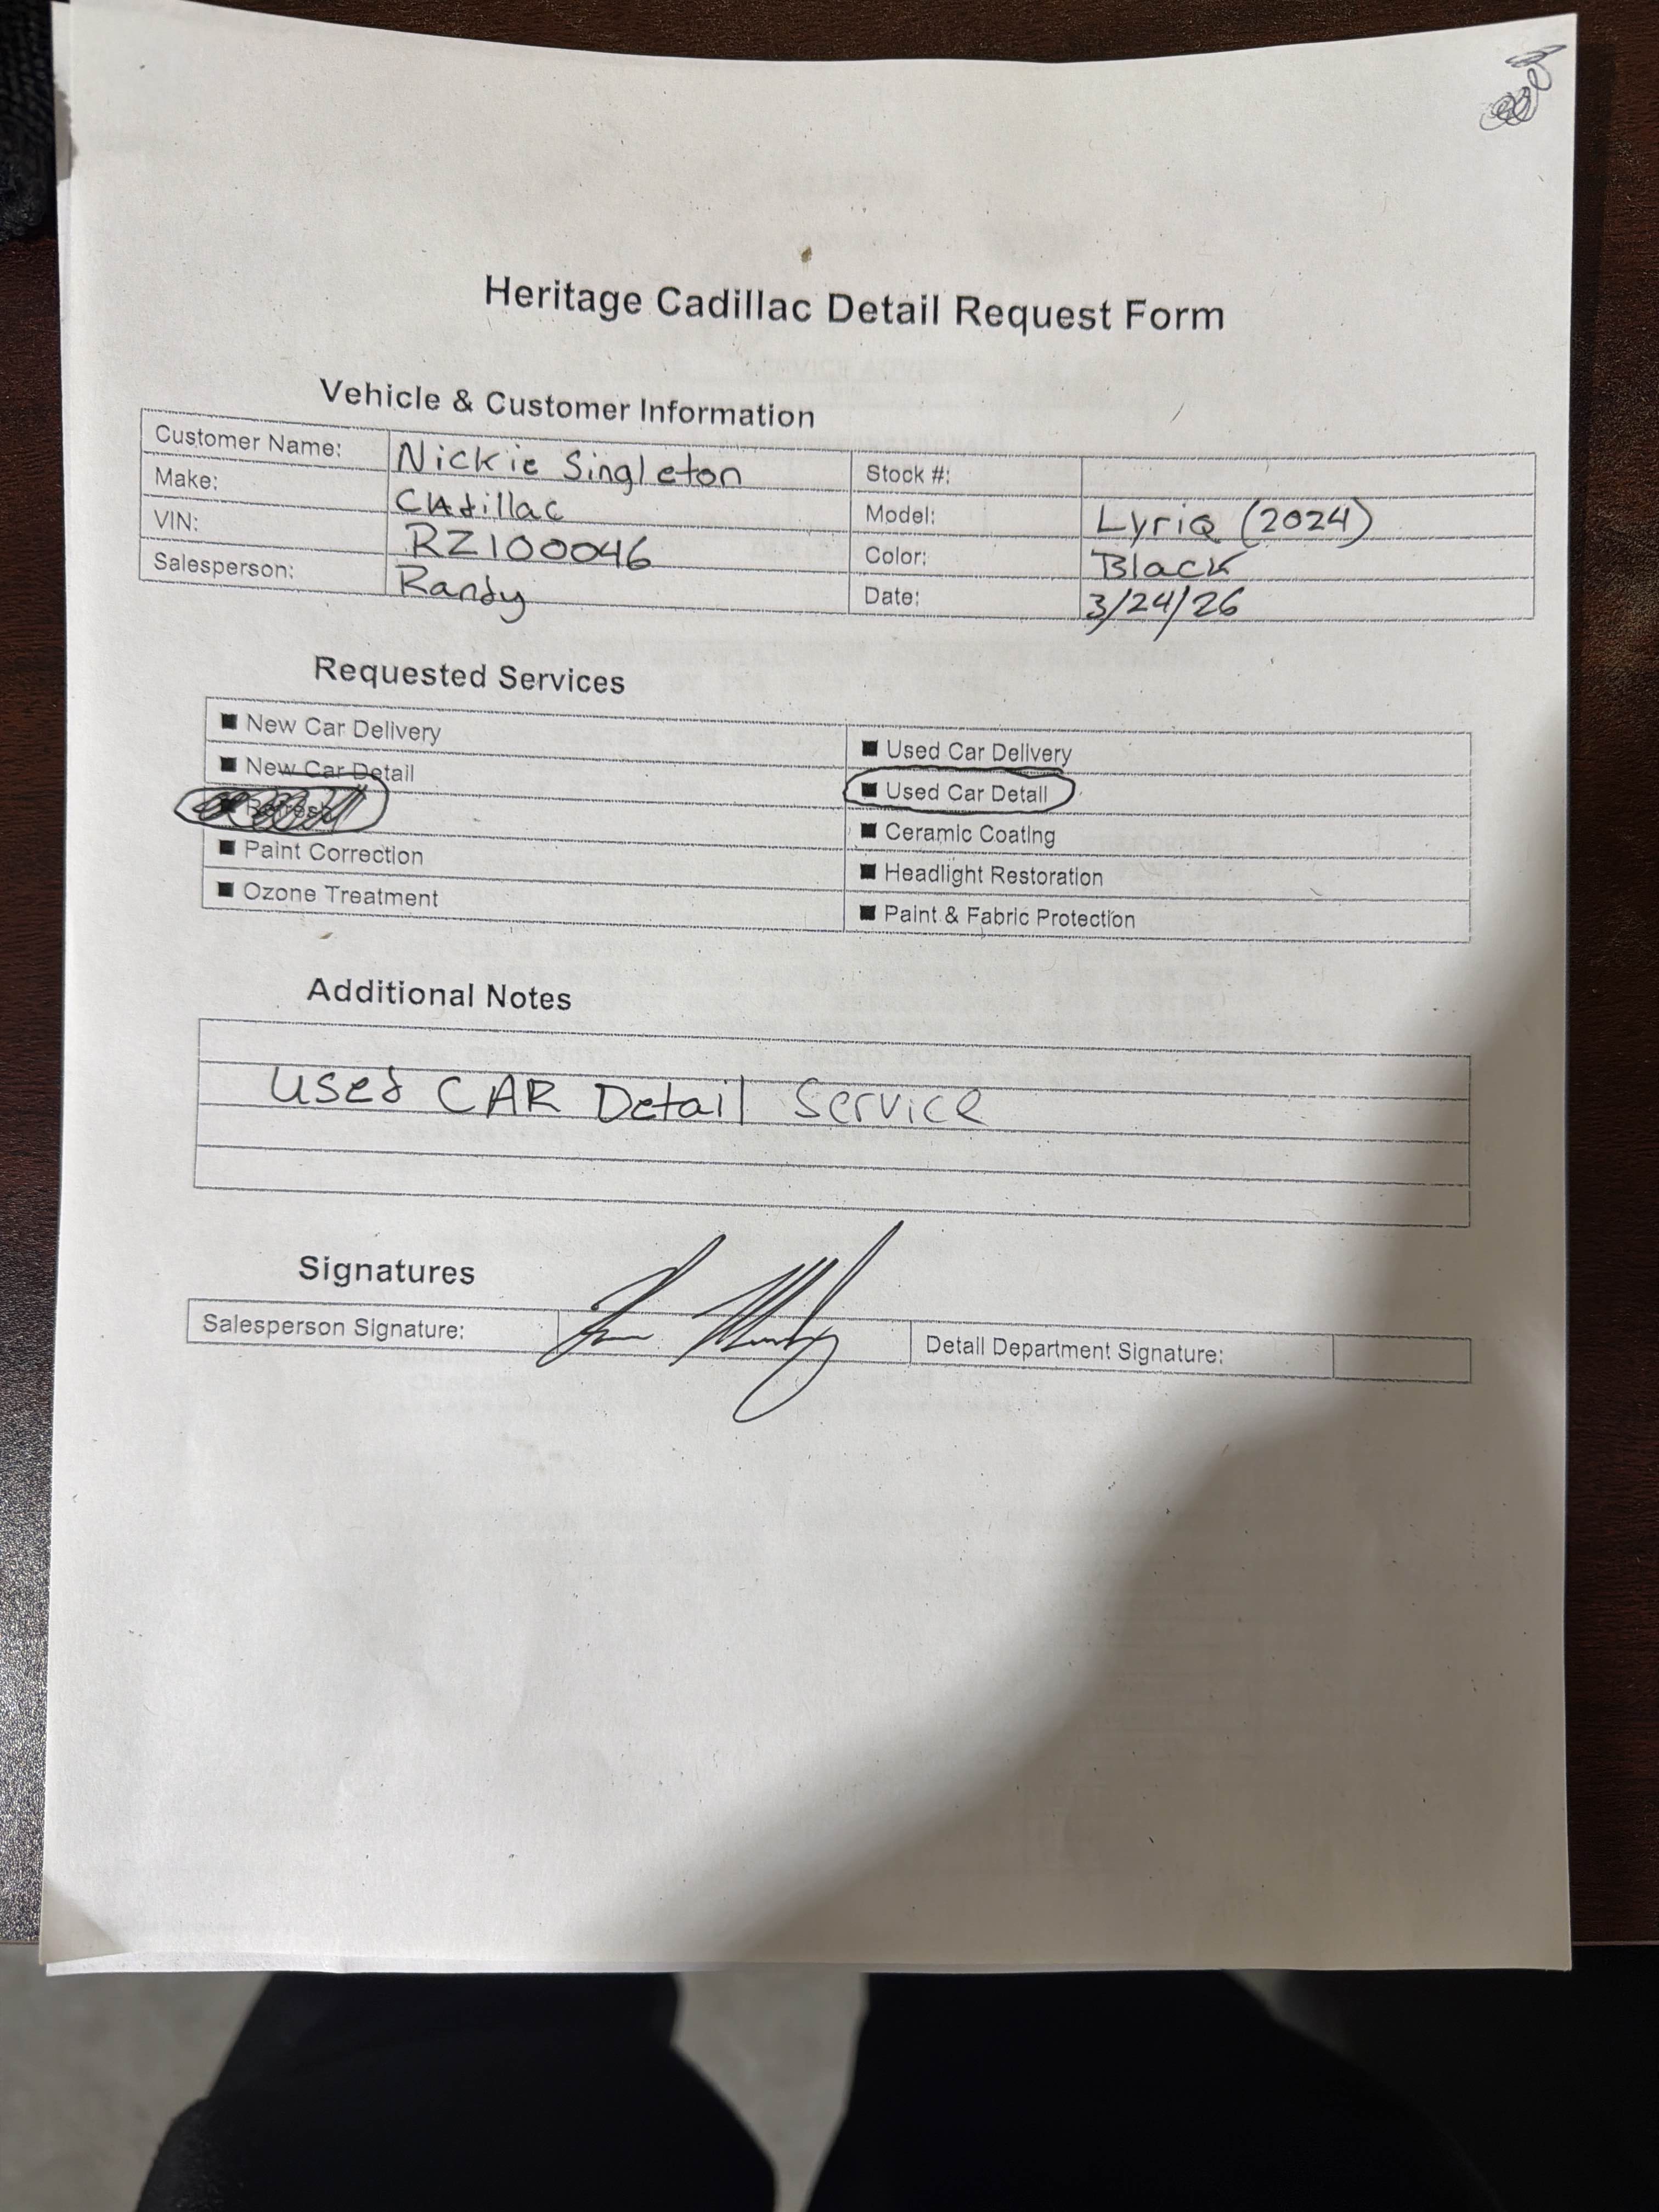 Heritage Cadillac Detail Request Form
Vehicle & Customer Information
Customer Name: Nickie Singleton Stock #:
Make: CAdillac Model: LyriQ (2024)
VIN: RZ100046 Color: Black
Salesperson: Randy Date: 3/24/26
Requested Services
■ New Car Delivery ■ Used Car Delivery
■ New Car Detail ■ Used Car Detail
■ Refresh ■ Ceramic Coating
■ Paint Correction ■ Headlight Restoration
■ Ozone Treatment ■ Paint & Fabric Protection
Additional Notes
Used CAR Detail Service
Signatures
Salesperson Signature: Detail Department Signature: